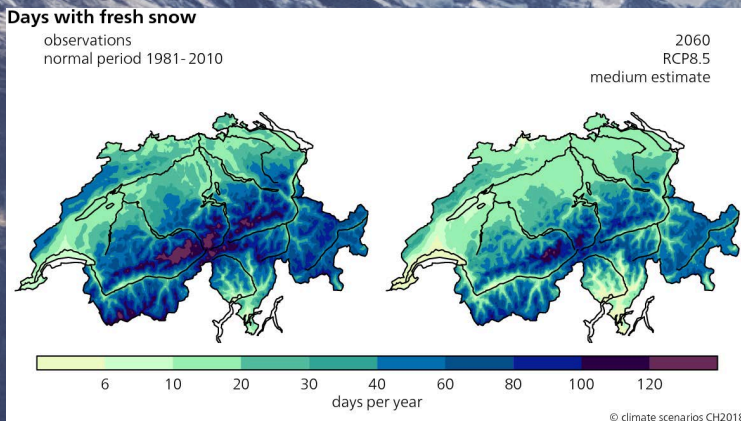 Days with fresh snow
observations
normal period 1981-2010
2060
RCP8.5
medium estimate
6 10 20 30 40 60 80 100 120
days per year
© climate scenarios CH2018